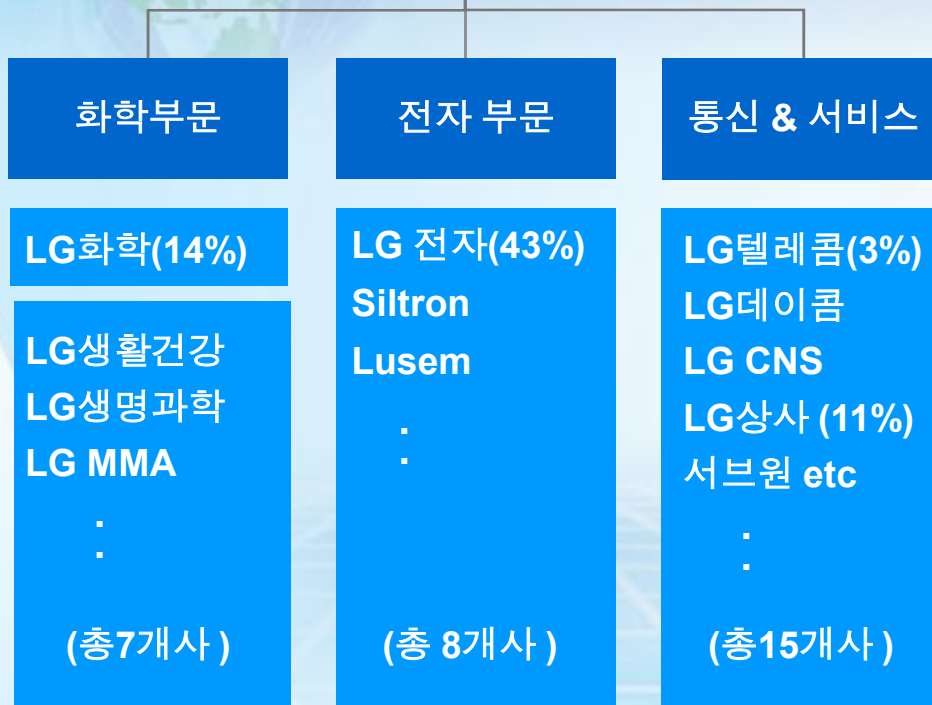 화학부문
LG화학(14%)
LG생활건강
LG생명과학
LG MMA
.
.
(총7개사 )
전자 부문
LG 전자(43%)
Siltron
Lusem
.
.
(총 8개사 )
통신 & 서비스
LG텔레콤(3%)
LG데이콤
LG CNS
LG상사 (11%)
서브원 etc
.
.
(총15개사 )